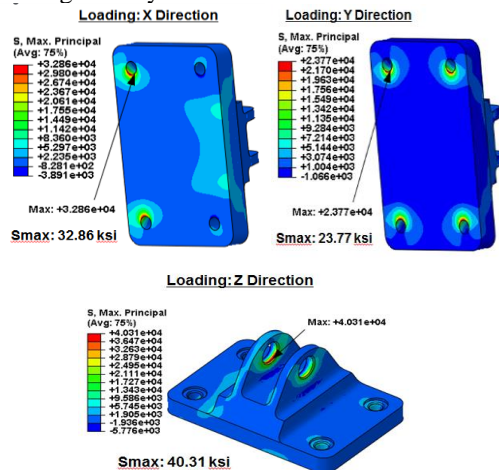 Loading: X Direction
S, Max. Principal
(Avg: 75%)
+3.286e+04
+2.980e+04
+2.674e+04
+2.367e+04
+2.061e+04
+1.755e+04
+1.449e+04
+1.142e+04
+8.360e+03
+5.297e+03
+2.235e+03
-8.281e+02
-3.891e+03
Max: +3.286e+04
Smax: 32.86 ksi
Loading: Y Direction
S, Max. Principal
(Avg: 75%)
+2.377e+04
+2.170e+04
+1.963e+04
+1.756e+04
+1.549e+04
+1.342e+04
+1.135e+04
+9.284e+03
+7.214e+03
+5.144e+03
+3.074e+03
+1.004e+03
-1.066e+03
Max: +2.377e+04
Smax: 23.77 ksi
Loading: Z Direction
S, Max. Principal
(Avg: 75%)
+4.031e+04
+3.647e+04
+3.263e+04
+2.879e+04
+2.495e+04
+2.111e+04
+1.727e+04
+1.343e+04
+9.586e+03
+5.745e+03
+1.905e+03
-1.936e+03
-5.776e+03
Max: +4.031e+04
Smax: 40.31 ksi